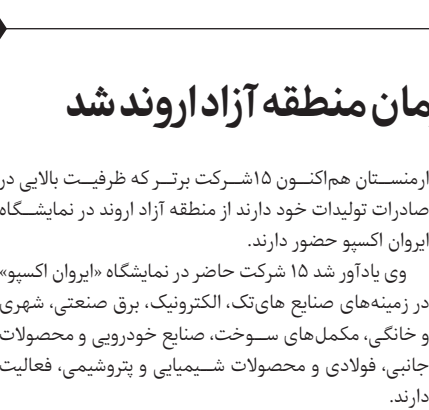 مان منطقه آزاد اروند شد
ارمنستان هم‌اکنون ۱۵شرکت برتر که ظرفیت بالایی در
صادرات تولیدات خود دارند از منطقه آزاد اروند در نمایشگاه
ایروان اکسپو حضور دارند.
وی یادآور شد ۱۵ شرکت حاضر در نمایشگاه «ایروان اکسپو»
در زمینه‌های صنایع های‌تک، الکترونیک، برق صنعتی، شهری
و خانگی، مکمل‌های سوخت، صنایع خودرویی و محصولات
جانبی، فولادی و محصولات شیمیایی و پتروشیمی، فعالیت
دارند.